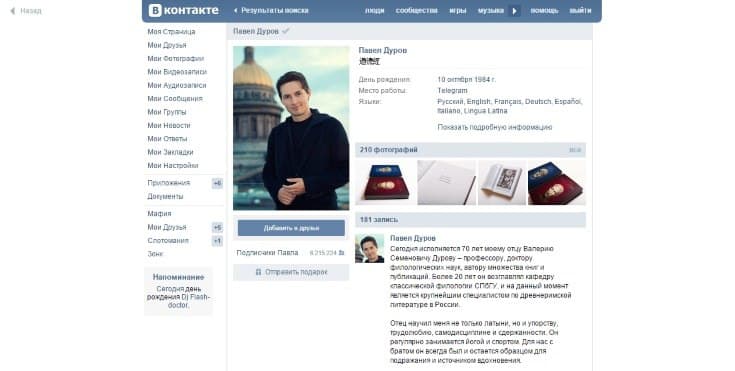 Назад
В контакте
Результаты поиска
люди сообщества игры музыка помощь выйти
Моя Страница
Мои Друзья
Мои Фотографии
Мои Видеозаписи
Мои Аудиозаписи
Мои Сообщения
Мои Группы
Мои Новости
Мои Ответы
Мои Закладки
Мои Настройки
Приложения +6
Документы
Мафия
Мои Друзья +5
Слотомания +1
Зонк
Напоминание
Сегодня день
рождения Dj Flash-
doctor.
Павел Дуров
Добавить в друзья
Подписчики Павла 6 215 224
Отправить подарок
Павел Дуров
道德經
День рождения: 10 октября 1984 г.
Место работы: Telegram
Языки: Русский, English, Français, Deutsch, Español,
Italiano, Lingua Latina
Показать подробную информацию
210 фотографий все
181 запись
Павел Дуров
Сегодня исполняется 70 лет моему отцу Валерию
Семеновичу Дурову – профессору, доктору
филологических наук, автору множества книг и
публикаций. Более 20 лет он возглавлял кафедру
классической филологии СПбГУ, и на данный момент
является крупнейшим специалистом по древнеримской
литературе в России.
Отец научил меня не только латыни, но и упорству,
трудолюбию, самодисциплине и сдержанности. Он
регулярно занимается йогой и спортом. Для нас с
братом он всегда был и остается образцом для
подражания и источником вдохновения.